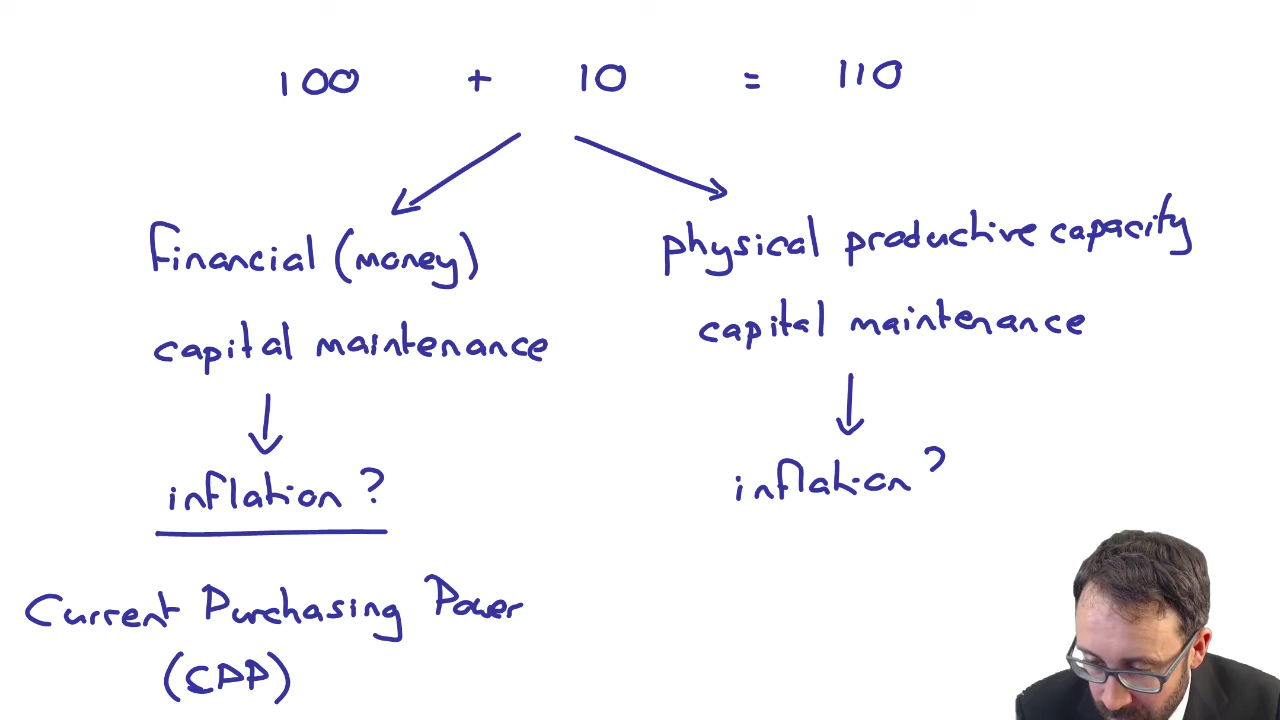 100 + 10 = 110
Financial (money)
capital maintenance
inflation?
Current Purchasing Power
(CPP)
physical productive capacity
capital maintenance
inflation?